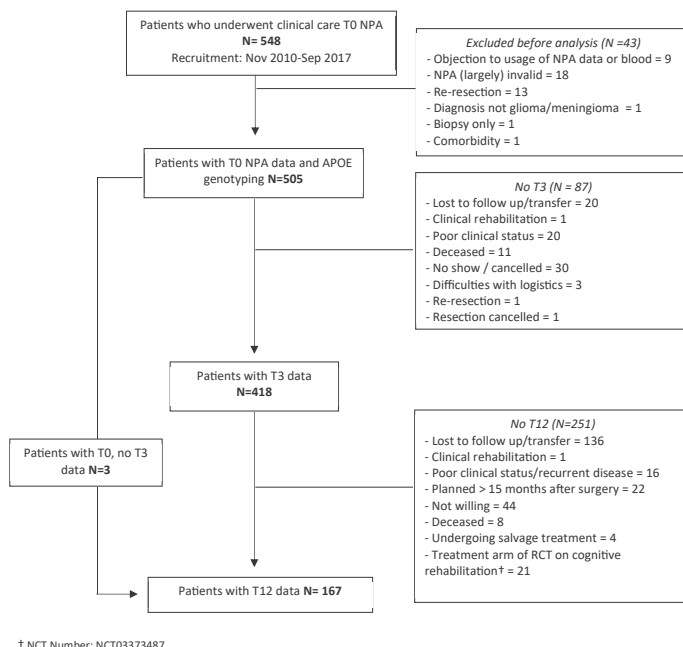 Patients who underwent clinical care T0 NPA
N= 548
Recruitment: Nov 2010-Sep 2017
Excluded before analysis (N =43)
- Objection to usage of NPA data or blood = 9
- NPA (largely) invalid = 18
- Re-resection = 13
- Diagnosis not glioma/meningioma = 1
- Biopsy only = 1
- Comorbidity = 1
Patients with T0 NPA data and APOE
genotyping N=505
No T3 (N = 87)
- Lost to follow up/transfer = 20
- Clinical rehabilitation = 1
- Poor clinical status = 20
- Deceased = 11
- No show / cancelled = 30
- Difficulties with logistics = 3
- Re-resection = 1
- Resection cancelled = 1
Patients with T3 data
N=418
No T12 (N=251)
- Lost to follow up/transfer = 136
- Clinical rehabilitation = 1
- Poor clinical status/recurrent disease = 16
- Planned > 15 months after surgery = 22
- Not willing = 44
- Deceased = 8
- Undergoing salvage treatment = 4
- Treatment arm of RCT on cognitive
rehabilitation† = 21
Patients with T0, no T3
data N=3
Patients with T12 data N= 167
† NCT Number: NCT03373487